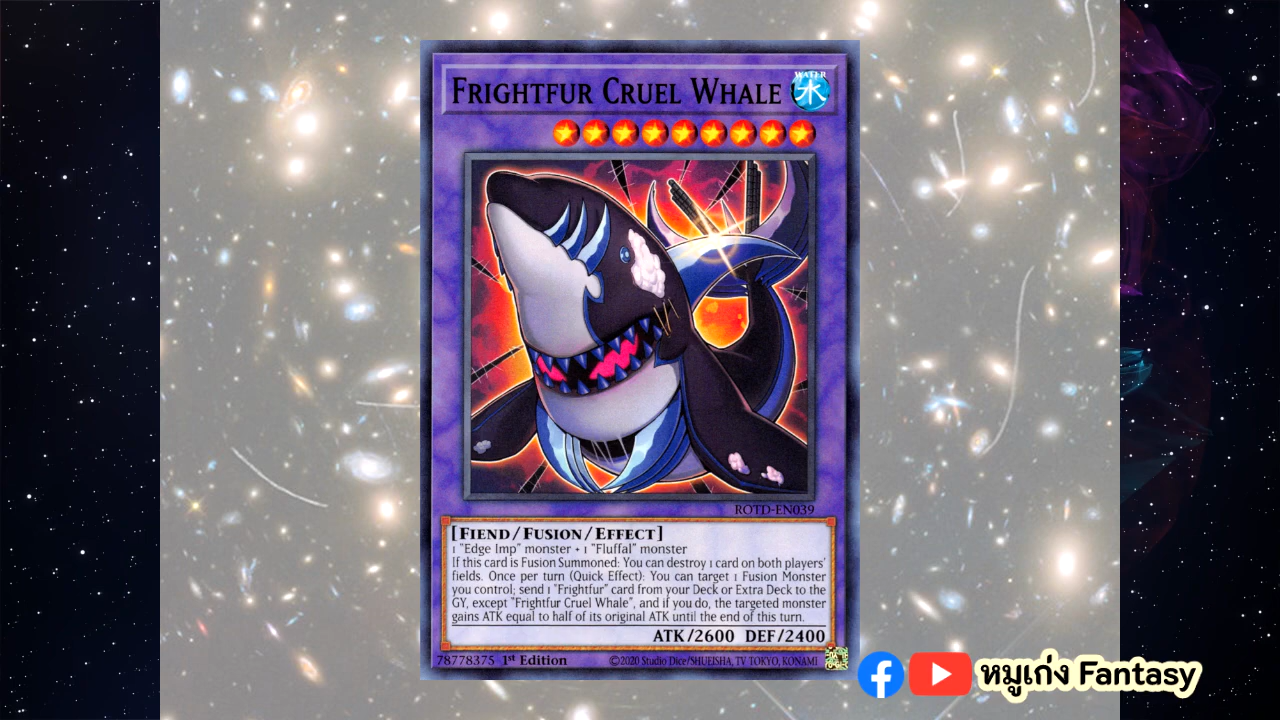 FRIGHTFUR CRUEL WHALE
WATER
水
ROTD-EN039
[FIEND/FUSION/EFFECT]
1 "Edge Imp" monster + 1 "Fluffal" monster
If this card is Fusion Summoned: You can destroy 1 card on both players'
fields. Once per turn (Quick Effect): You can target 1 Fusion Monster
you control; send 1 "Frightfur" card from your Deck or Extra Deck to the
GY, except "Frightfur Cruel Whale", and if you do, the targeted monster
gains ATK equal to half of its original ATK until the end of this turn.
ATK/2600 DEF/2400
78778375 1st Edition ©2020 Studio Dice/SHUEISHA, TV TOKYO, KONAMI
หมูเก่ง Fantasy